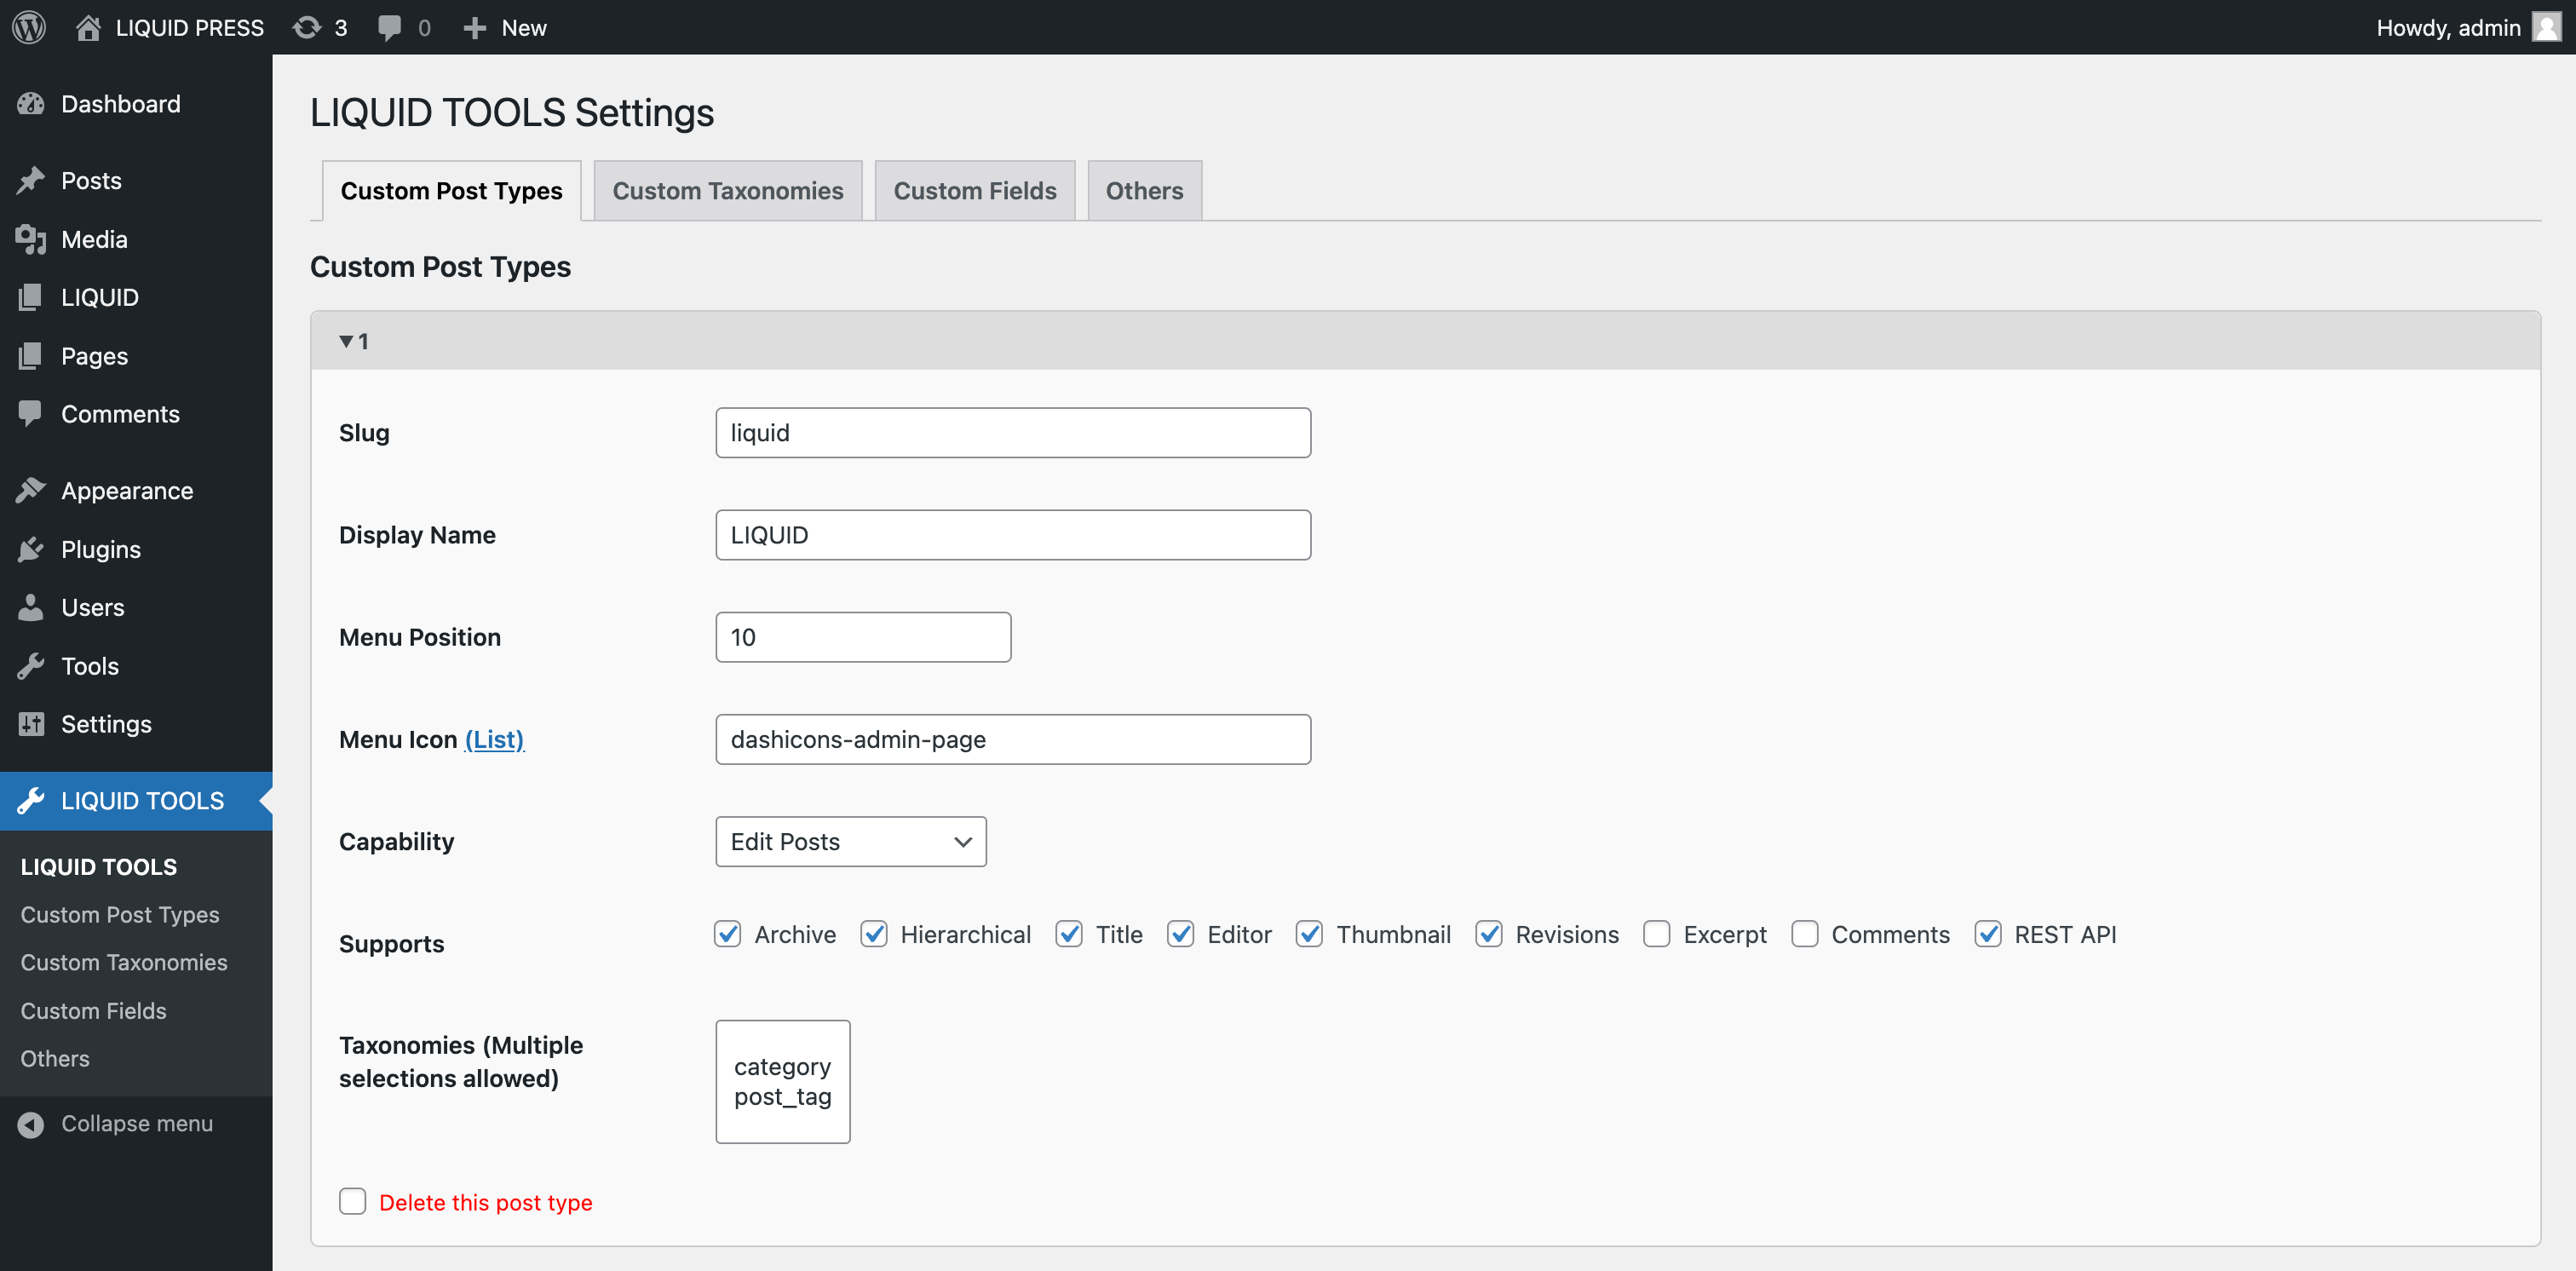 LIQUID PRESS 3 0 New Howdy, admin
Dashboard
Posts
Media
LIQUID
Pages
Comments
Appearance
Plugins
Users
Tools
Settings
LIQUID TOOLS
LIQUID TOOLS
Custom Post Types
Custom Taxonomies
Custom Fields
Others
Collapse menu
LIQUID TOOLS Settings
Custom Post Types Custom Taxonomies Custom Fields Others
Custom Post Types
▼1
Slug liquid
Display Name LIQUID
Menu Position 10
Menu Icon (List) dashicons-admin-page
Capability Edit Posts
Supports Archive Hierarchical Title Editor Thumbnail Revisions Excerpt Comments REST API
Taxonomies (Multiple
selections allowed)
category
post_tag
Delete this post type